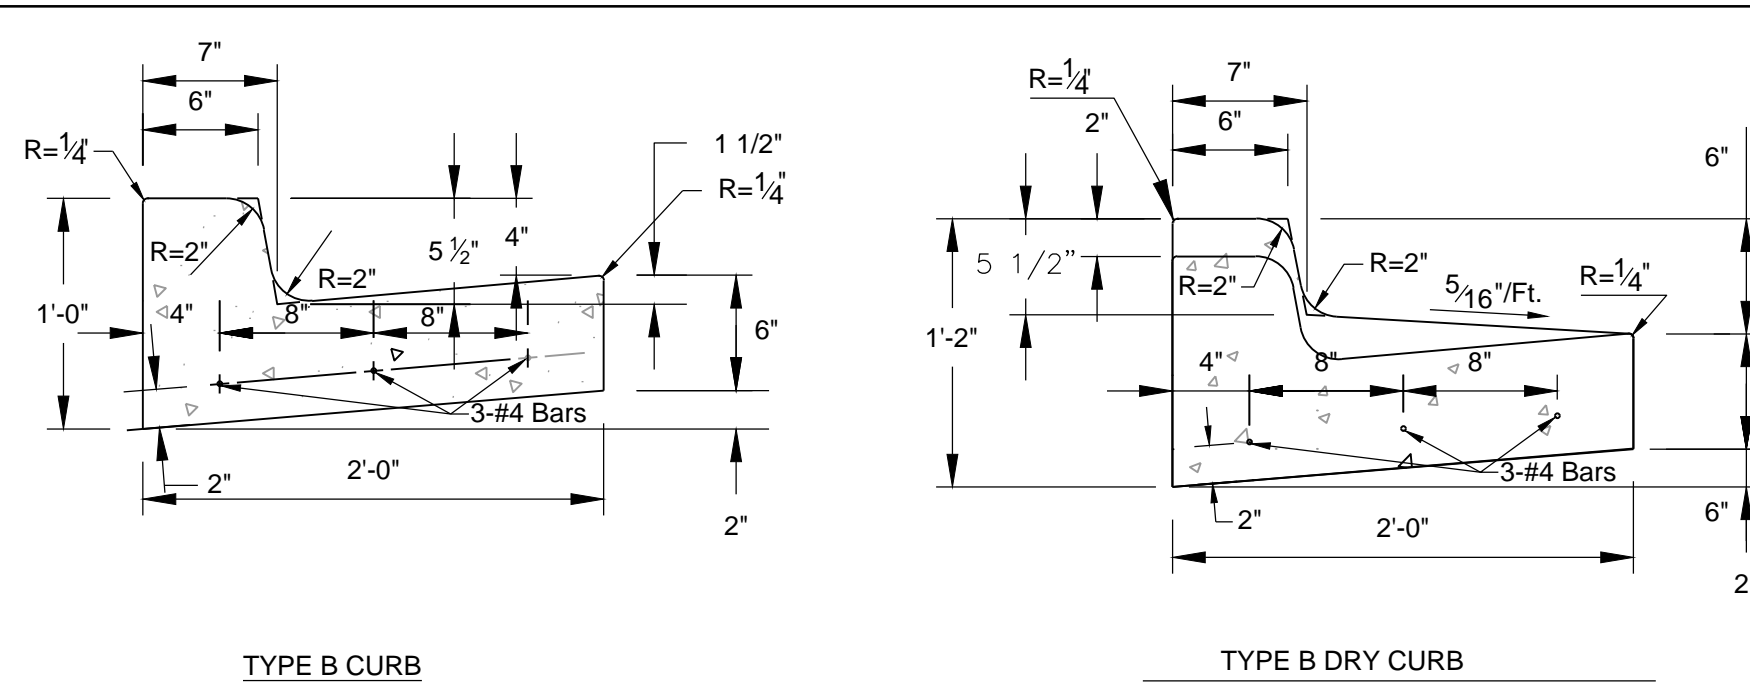 7"
6"
R=1/4"
1 1/2"
R=1/4"
R=2"
R=2"
5 1/2"
4"
1'-0"
4"
8"
8"
6"
3-#4 Bars
2'-0"
2"
2"
TYPE B CURB
R=1/4"
7"
2"
6"
6"
5 1/2”
R=2"
R=2"
5/16"/Ft.
R=1/4"
1'-2"
4"
8"
8"
3-#4 Bars
2"
2'-0"
6"
2
TYPE B DRY CURB